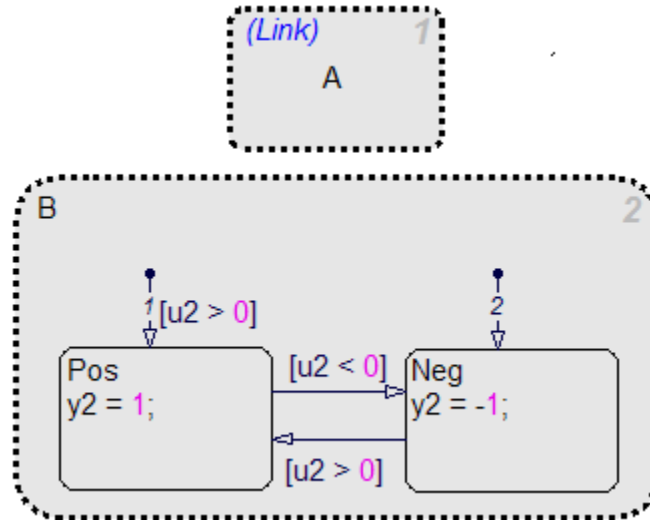 (Link) 1
A
B 2
1 [u2 > 0]
2
Pos
y2 = 1;
[u2 < 0]
[u2 > 0]
Neg
y2 = -1;